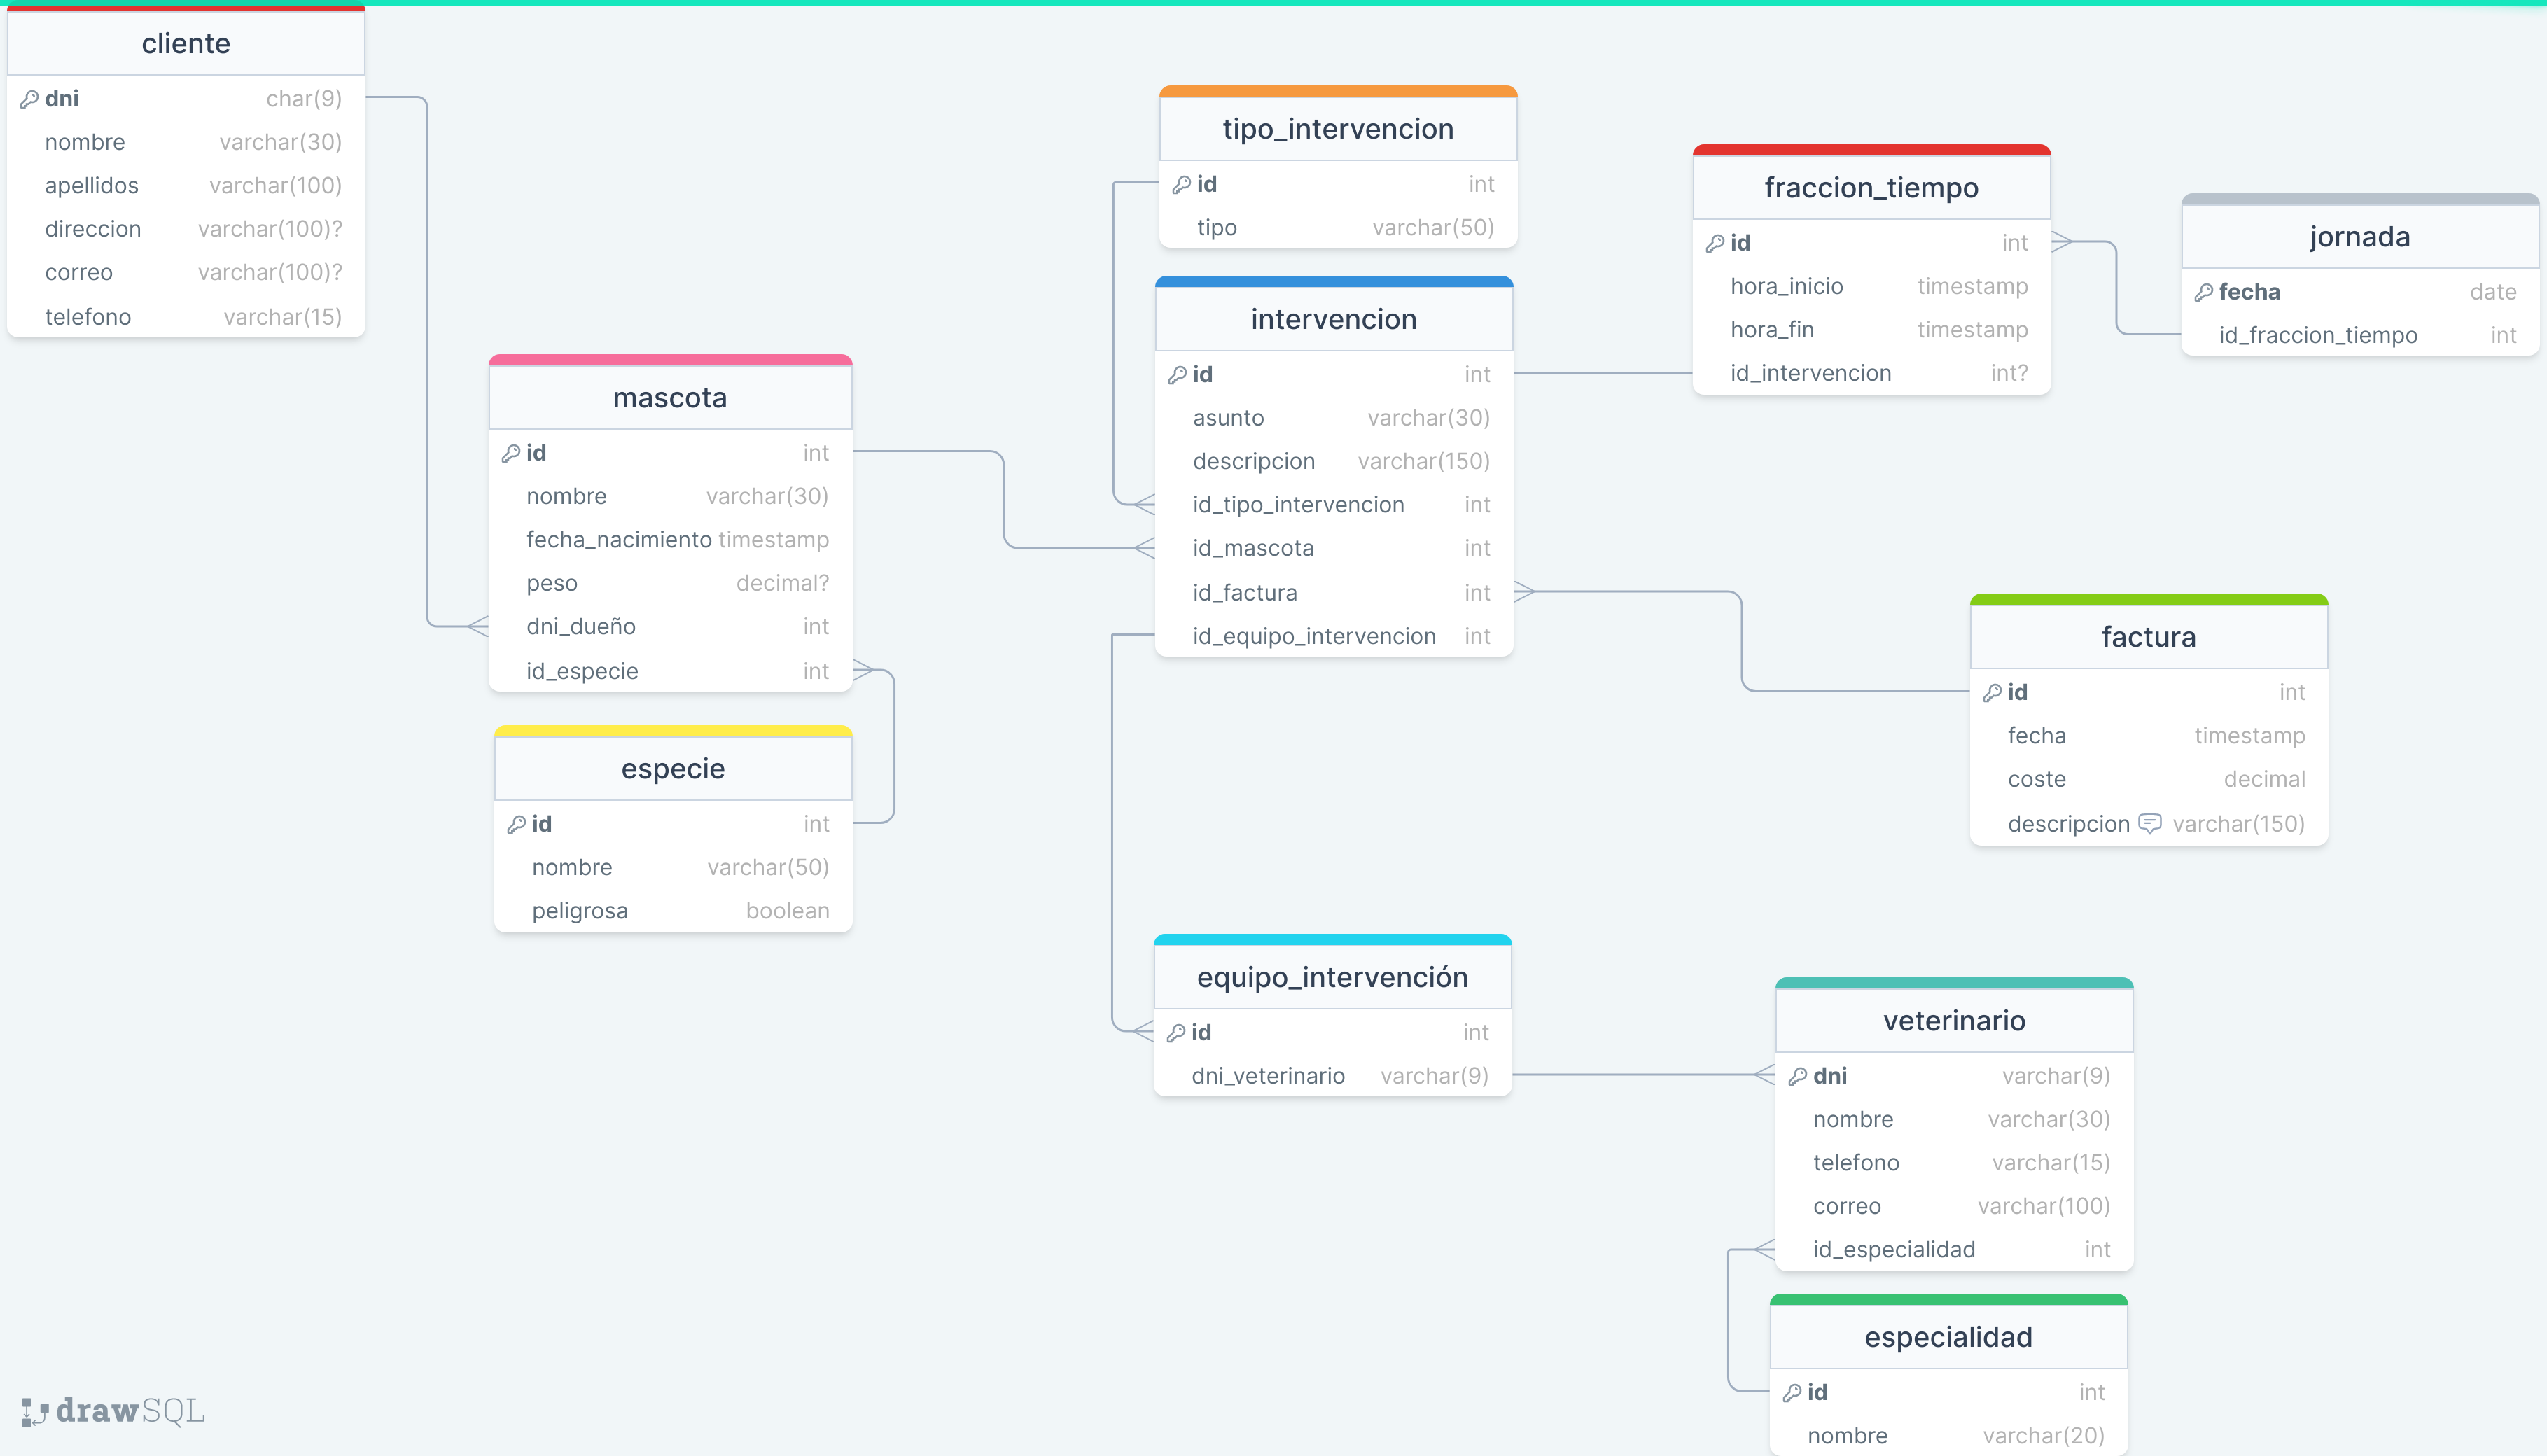 cliente
dni char(9)
nombre varchar(30)
apellidos varchar(100)
direccion varchar(100)?
correo varchar(100)?
telefono varchar(15)
tipo_intervencion
id int
tipo varchar(50)
fraccion_tiempo
id int
hora_inicio timestamp
hora_fin timestamp
id_intervencion int?
jornada
fecha date
id_fraccion_tiempo int
intervencion
id int
asunto varchar(30)
descripcion varchar(150)
id_tipo_intervencion int
id_mascota int
id_factura int
id_equipo_intervencion int
mascota
id int
nombre varchar(30)
fecha_nacimiento timestamp
peso decimal?
dni_dueño int
id_especie int
factura
id int
fecha timestamp
coste decimal
descripcion varchar(150)
especie
id int
nombre varchar(50)
peligrosa boolean
equipo_intervención
id int
dni_veterinario varchar(9)
veterinario
dni varchar(9)
nombre varchar(30)
telefono varchar(15)
correo varchar(100)
id_especialidad int
especialidad
id int
nombre varchar(20)
drawSQL